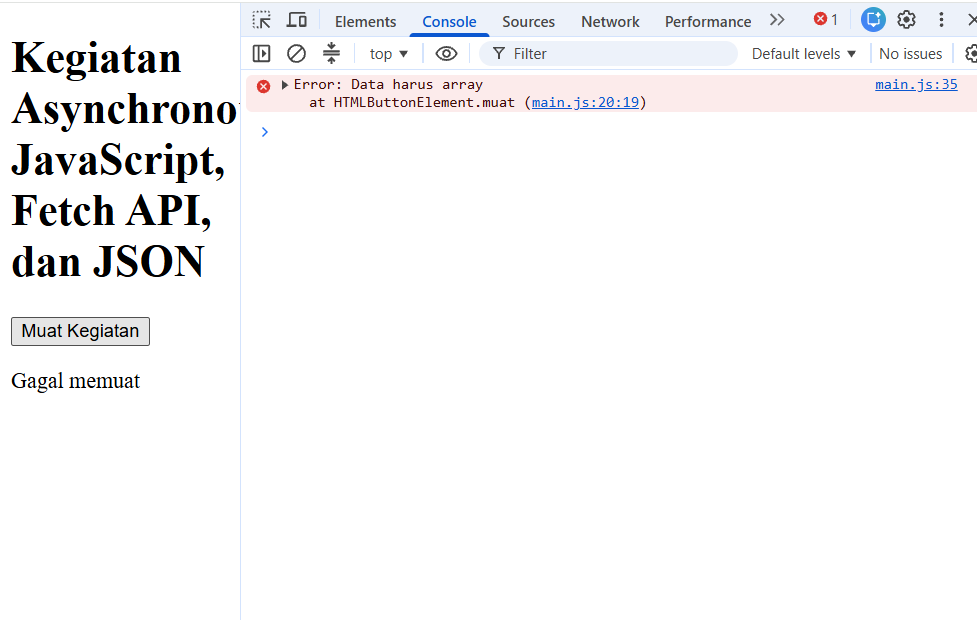 Kegiatan
Asynchrono
JavaScript,
Fetch API,
dan JSON
Muat Kegiatan
Gagal memuat
Elements Console Sources Network Performance 1
top Filter Default levels No issues
Error: Data harus array main.js:35
at HTMLButtonElement.muat (main.js:20:19)